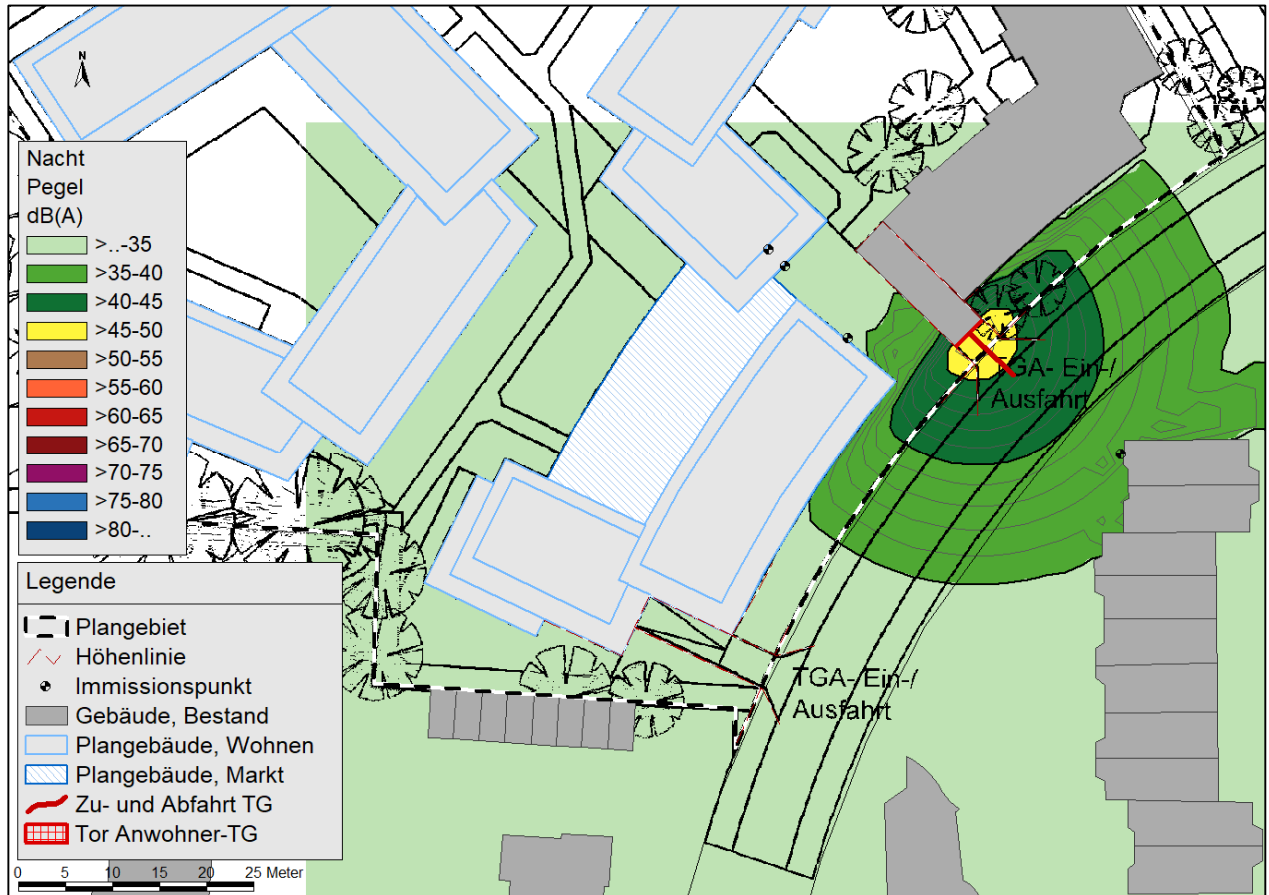 N
Nacht
Pegel
dB(A)
>..-35
>35-40
>40-45
>45-50
>50-55
>55-60
>60-65
>65-70
>70-75
>75-80
>80-..
TGA- Ein-/
Ausfahrt
TGA- Ein-/
Ausfahrt
Legende
Plangebiet
Höhenlinie
Immissionspunkt
Gebäude, Bestand
Plangebäude, Wohnen
Plangebäude, Markt
Zu- und Abfahrt TG
Tor Anwohner-TG
0 5 10 15 20 25 Meter